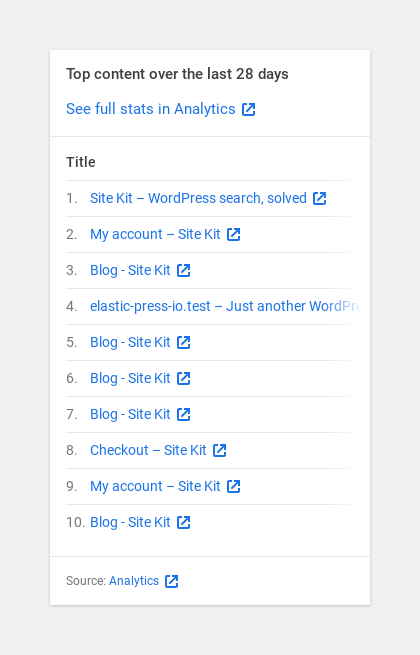 Top content over the last 28 days
See full stats in Analytics
Title
1. Site Kit – WordPress search, solved
2. My account – Site Kit
3. Blog - Site Kit
4. elastic-press-io.test – Just another WordPre
5. Blog - Site Kit
6. Blog - Site Kit
7. Blog - Site Kit
8. Checkout – Site Kit
9. My account – Site Kit
10. Blog - Site Kit
Source: Analytics